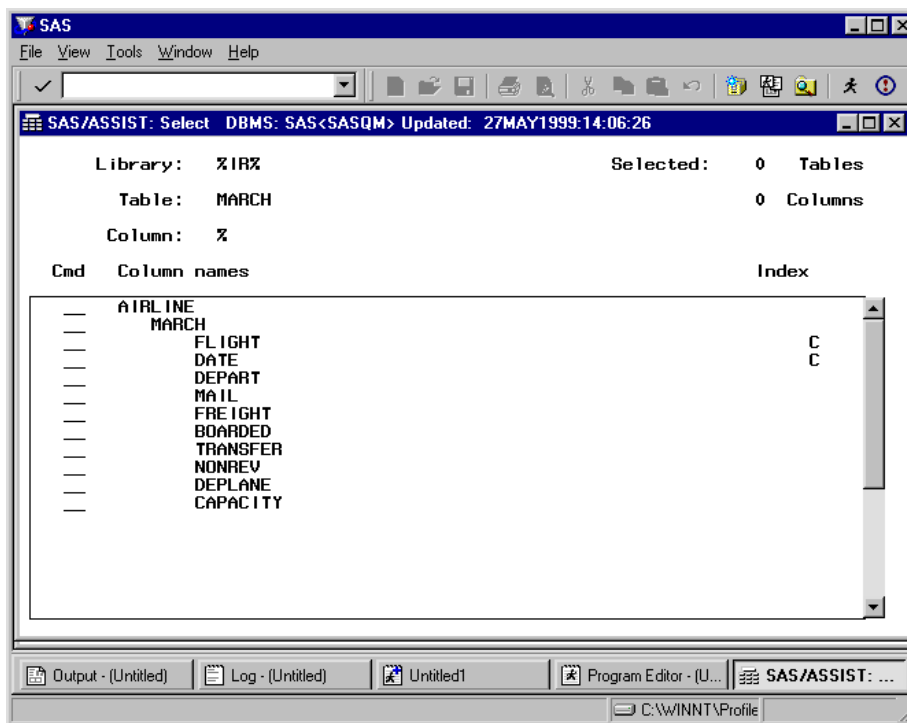 SAS
File View Tools Window Help
SAS/ASSIST: Select DBMS: SAS<SASQM> Updated: 27MAY1999:14:06:26
Library: %IR% Selected: 0 Tables
Table: MARCH 0 Columns
Column: %
Cmd Column names Index
AIRLINE
MARCH
FLIGHT C
DATE C
DEPART
MAIL
FREIGHT
BOARDED
TRANSFER
NONREV
DEPLANE
CAPACITY
Output - (Untitled) Log - (Untitled) Untitled1 Program Editor - (U... SAS/ASSIST: ...
C:\WINNT\Profile